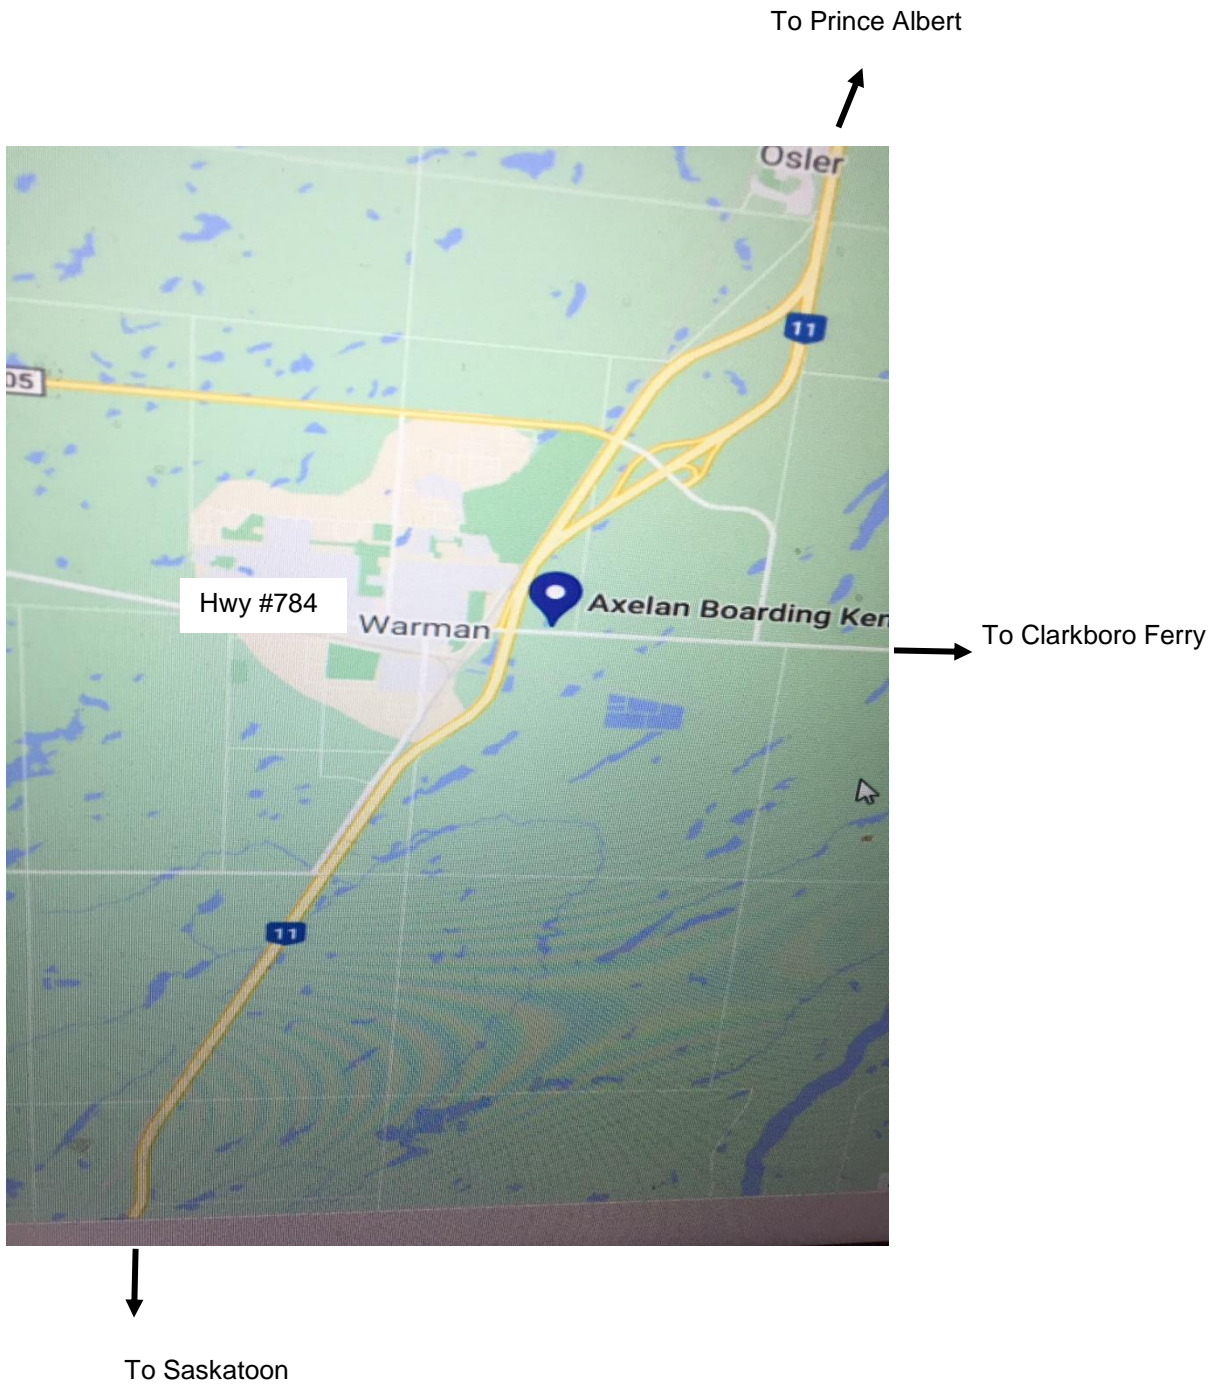 To Prince Albert
Osler
11
05
Hwy #784
Axelan Boarding Ken
Warman
To Clarkboro Ferry
11
To Saskatoon